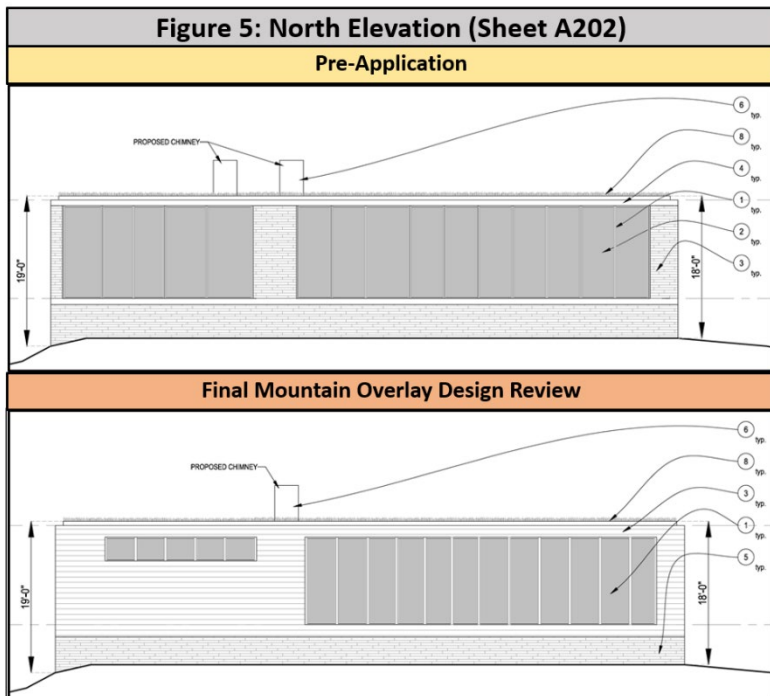 Figure 5: North Elevation (Sheet A202)
Pre-Application
6
typ.
PROPOSED CHIMNEY
8
typ.
4
typ.
1
typ.
2
typ.
3
typ.
19'-0"
18'-0"
Final Mountain Overlay Design Review
6
typ.
PROPOSED CHIMNEY
8
typ.
3
typ.
1
typ.
5
typ.
19'-0"
18'-0"